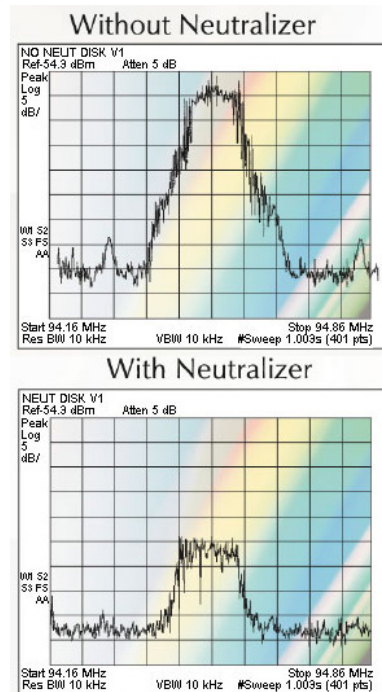 Without Neutralizer
NO NEUT DISK V1
Ref-54.3 dBm Atten 5 dB
Peak
Log
5
dB/
W1 S2
S3 FS
AA
Start 94.16 MHz Stop 94.86 MHz
Res BW 10 kHz VBW 10 kHz #Sweep 1.003s (401 pts)
With Neutralizer
NEUT DISK V1
Ref-54.3 dBm Atten 5 dB
Peak
Log
5
dB/
W1 S2
S3 FS
AA
Start 94.16 MHz Stop 94.86 MHz
Res BW 10 kHz VBW 10 kHz #Sweep 1.003s (401 pts)